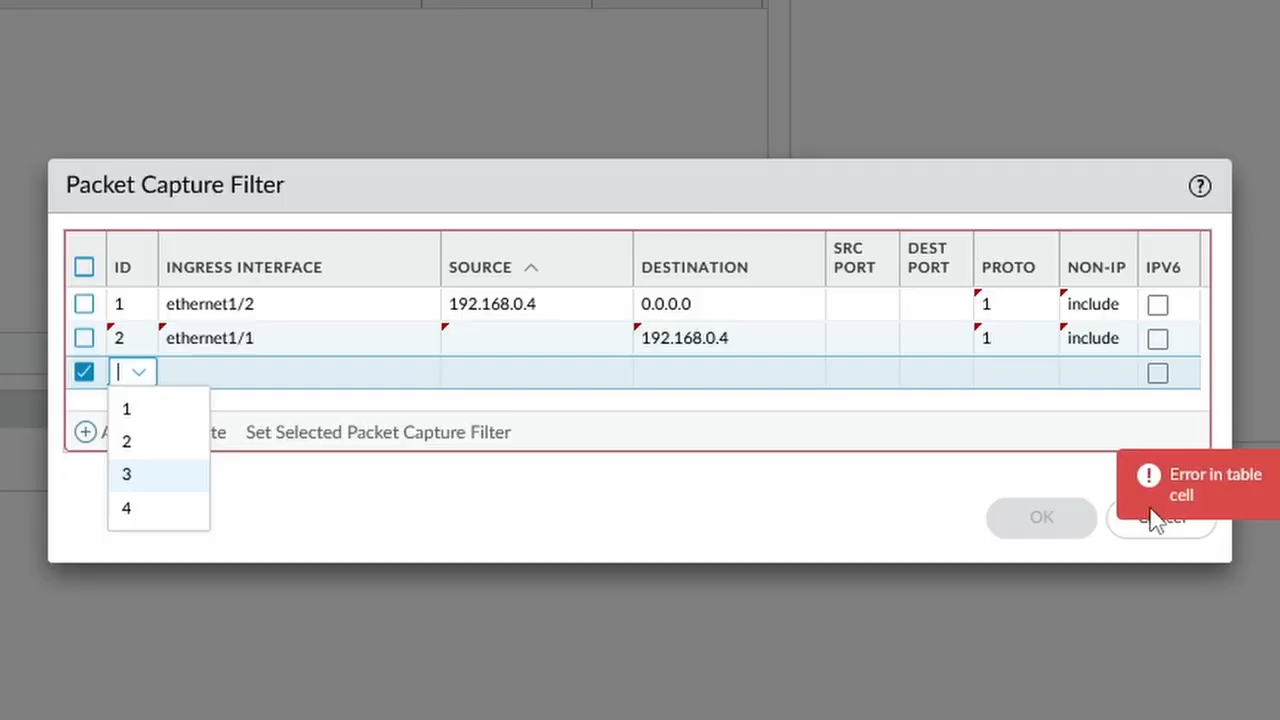 Packet Capture Filter
ID INGRESS INTERFACE SOURCE DESTINATION SRC PORT DEST PORT PROTO NON-IP IPV6
1 ethernet1/2 192.168.0.4 0.0.0.0 1 include
2 ethernet1/1 192.168.0.4 1 include
1
2
3
4
Set Selected Packet Capture Filter
Error in table
cell
OK